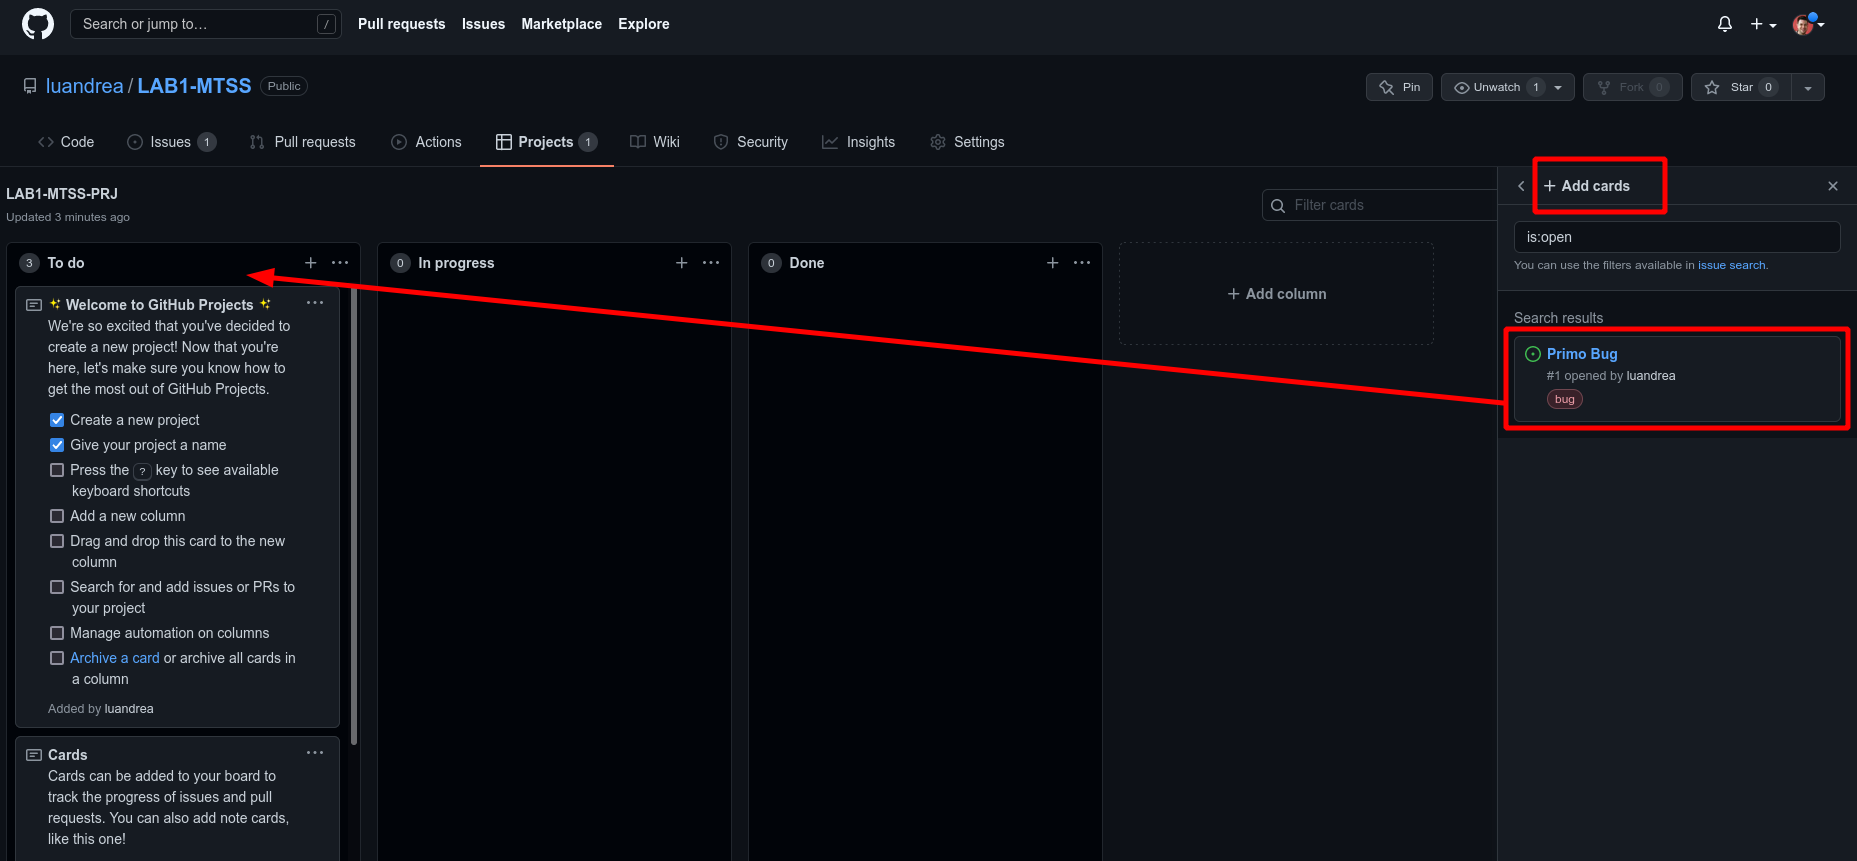 Search or jump to…
/
Pull requests
Issues
Marketplace
Explore
luandrea / LAB1-MTSS
Public
Pin
Unwatch 1
Fork 0
Star 0
Code
Issues 1
Pull requests
Actions
Projects 1
Wiki
Security
Insights
Settings
LAB1-MTSS-PRJ
Updated 3 minutes ago
Filter cards
3 To do
✨ Welcome to GitHub Projects ✨
We're so excited that you've decided to
create a new project! Now that you're
here, let's make sure you know how to
get the most out of GitHub Projects.
Create a new project
Give your project a name
Press the ? key to see available
keyboard shortcuts
Add a new column
Drag and drop this card to the new
column
Search for and add issues or PRs to
your project
Manage automation on columns
Archive a card or archive all cards in
a column
Added by luandrea
Cards
Cards can be added to your board to
track the progress of issues and pull
requests. You can also add note cards,
like this one!
0 In progress
0 Done
+ Add column
+ Add cards
is:open
You can use the filters available in issue search.
Search results
Primo Bug
#1 opened by luandrea
bug